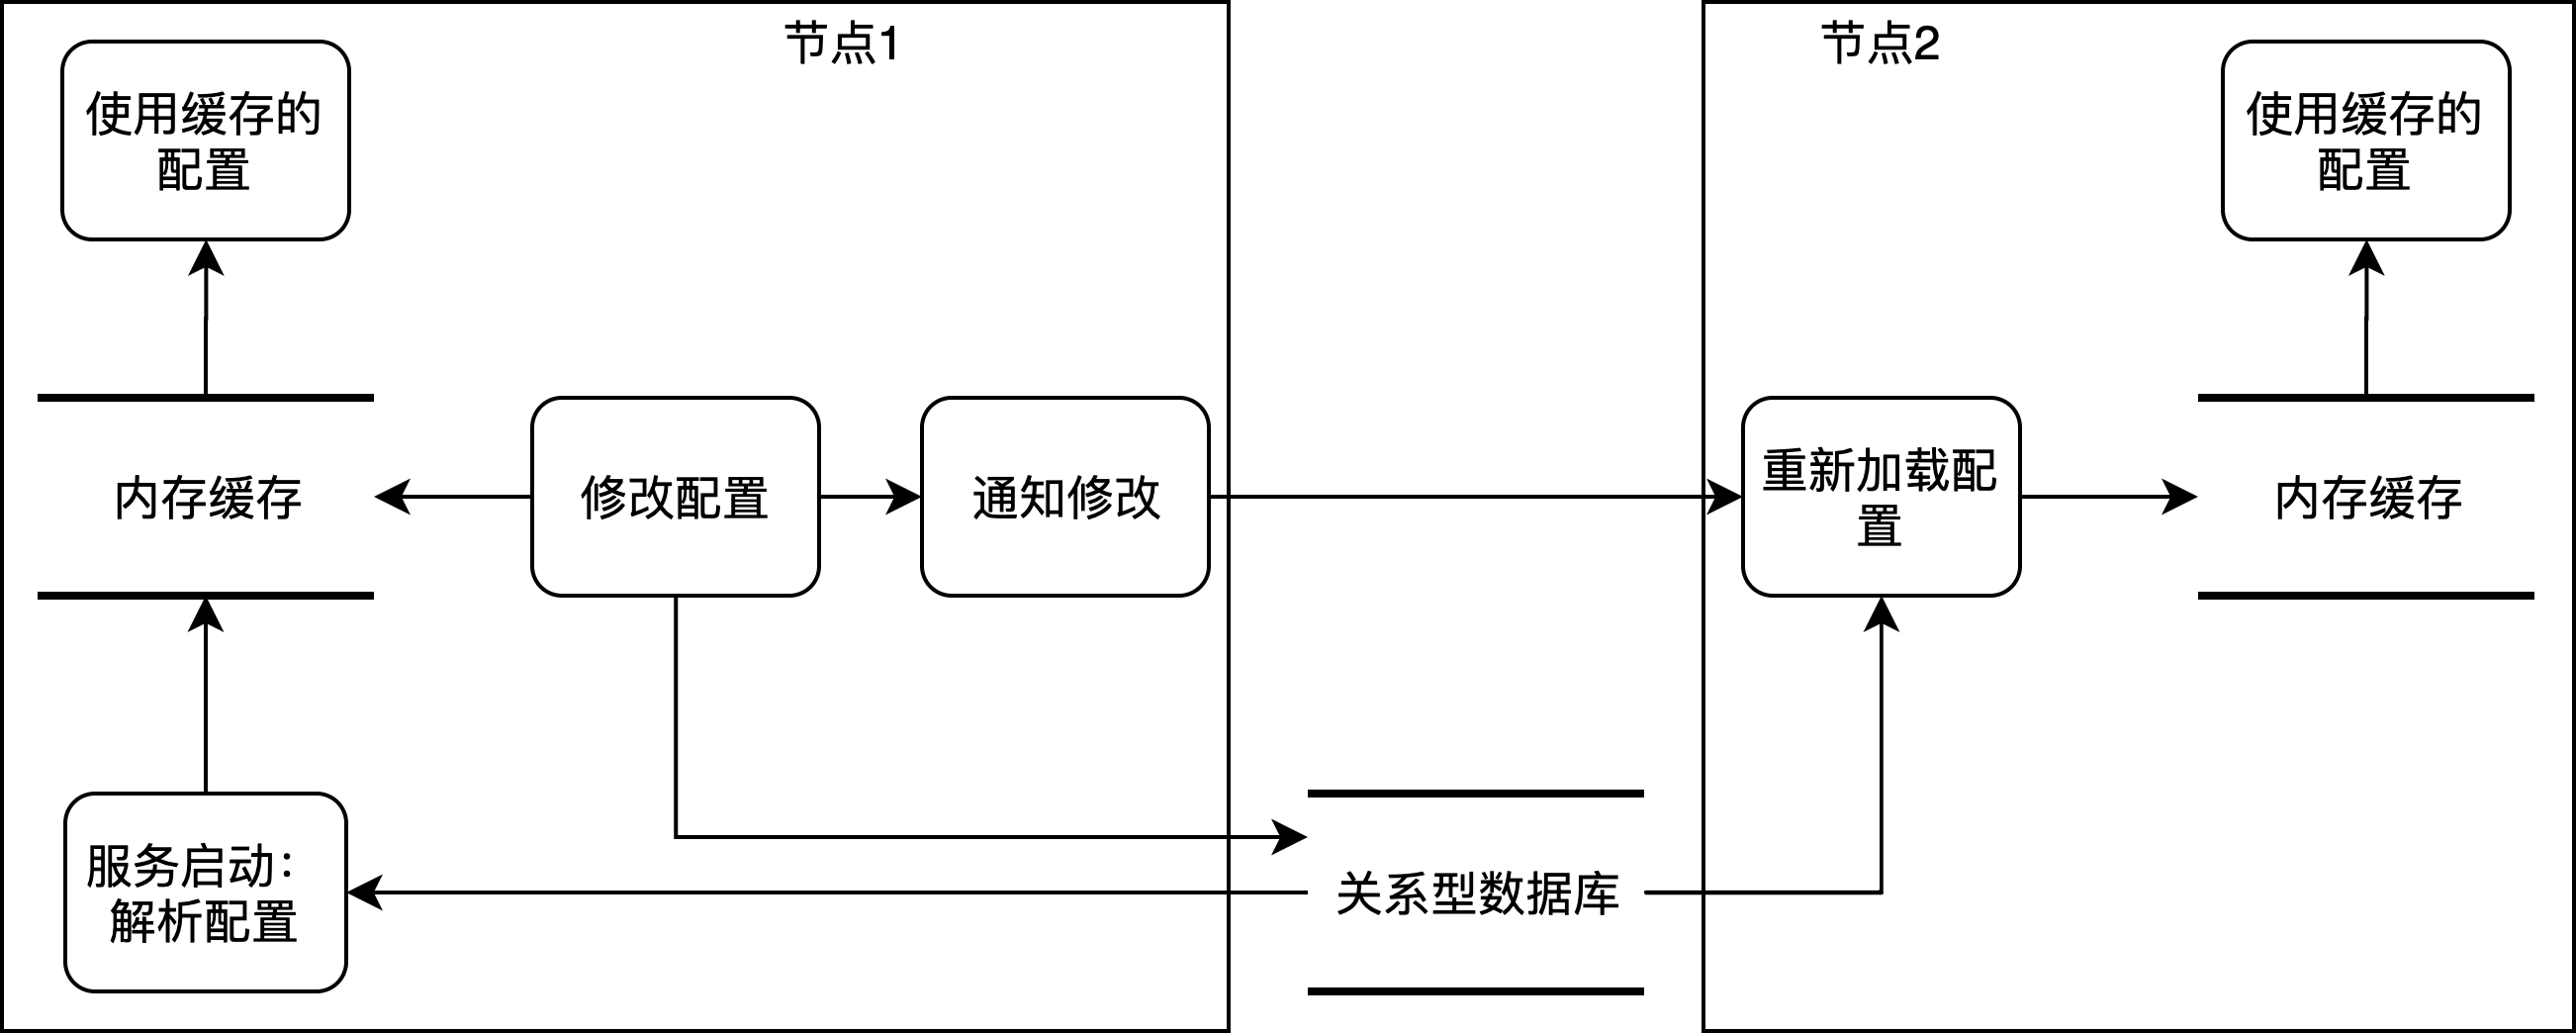 节点1
节点2
使用缓存的
配置
使用缓存的
配置
内存缓存
修改配置
通知修改
重新加载配
置
内存缓存
服务启动：
解析配置
关系型数据库